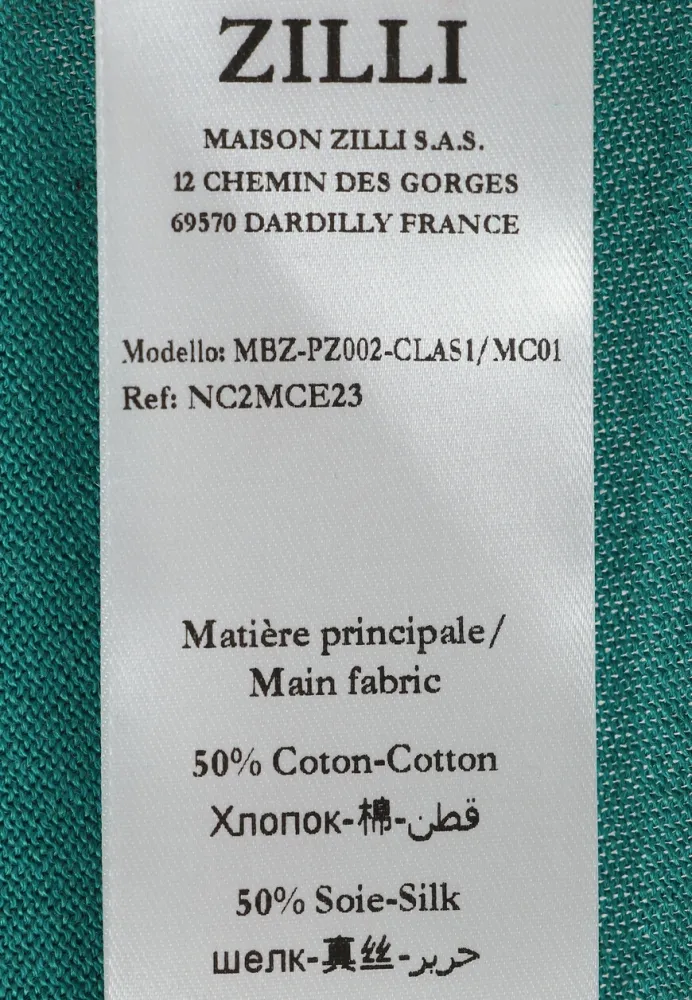 ZILLI
MAISON ZILLI S.A.S.
12 CHEMIN DES GORGES
69570 DARDILLY FRANCE
Modello: MBZ-PZ002-CLAS1/MC01
Ref: NC2MCE23
Matière principale/
Main fabric
50% Coton-Cotton
Хлопок-棉-قطن
50% Soie-Silk
шелк-真丝-حرير